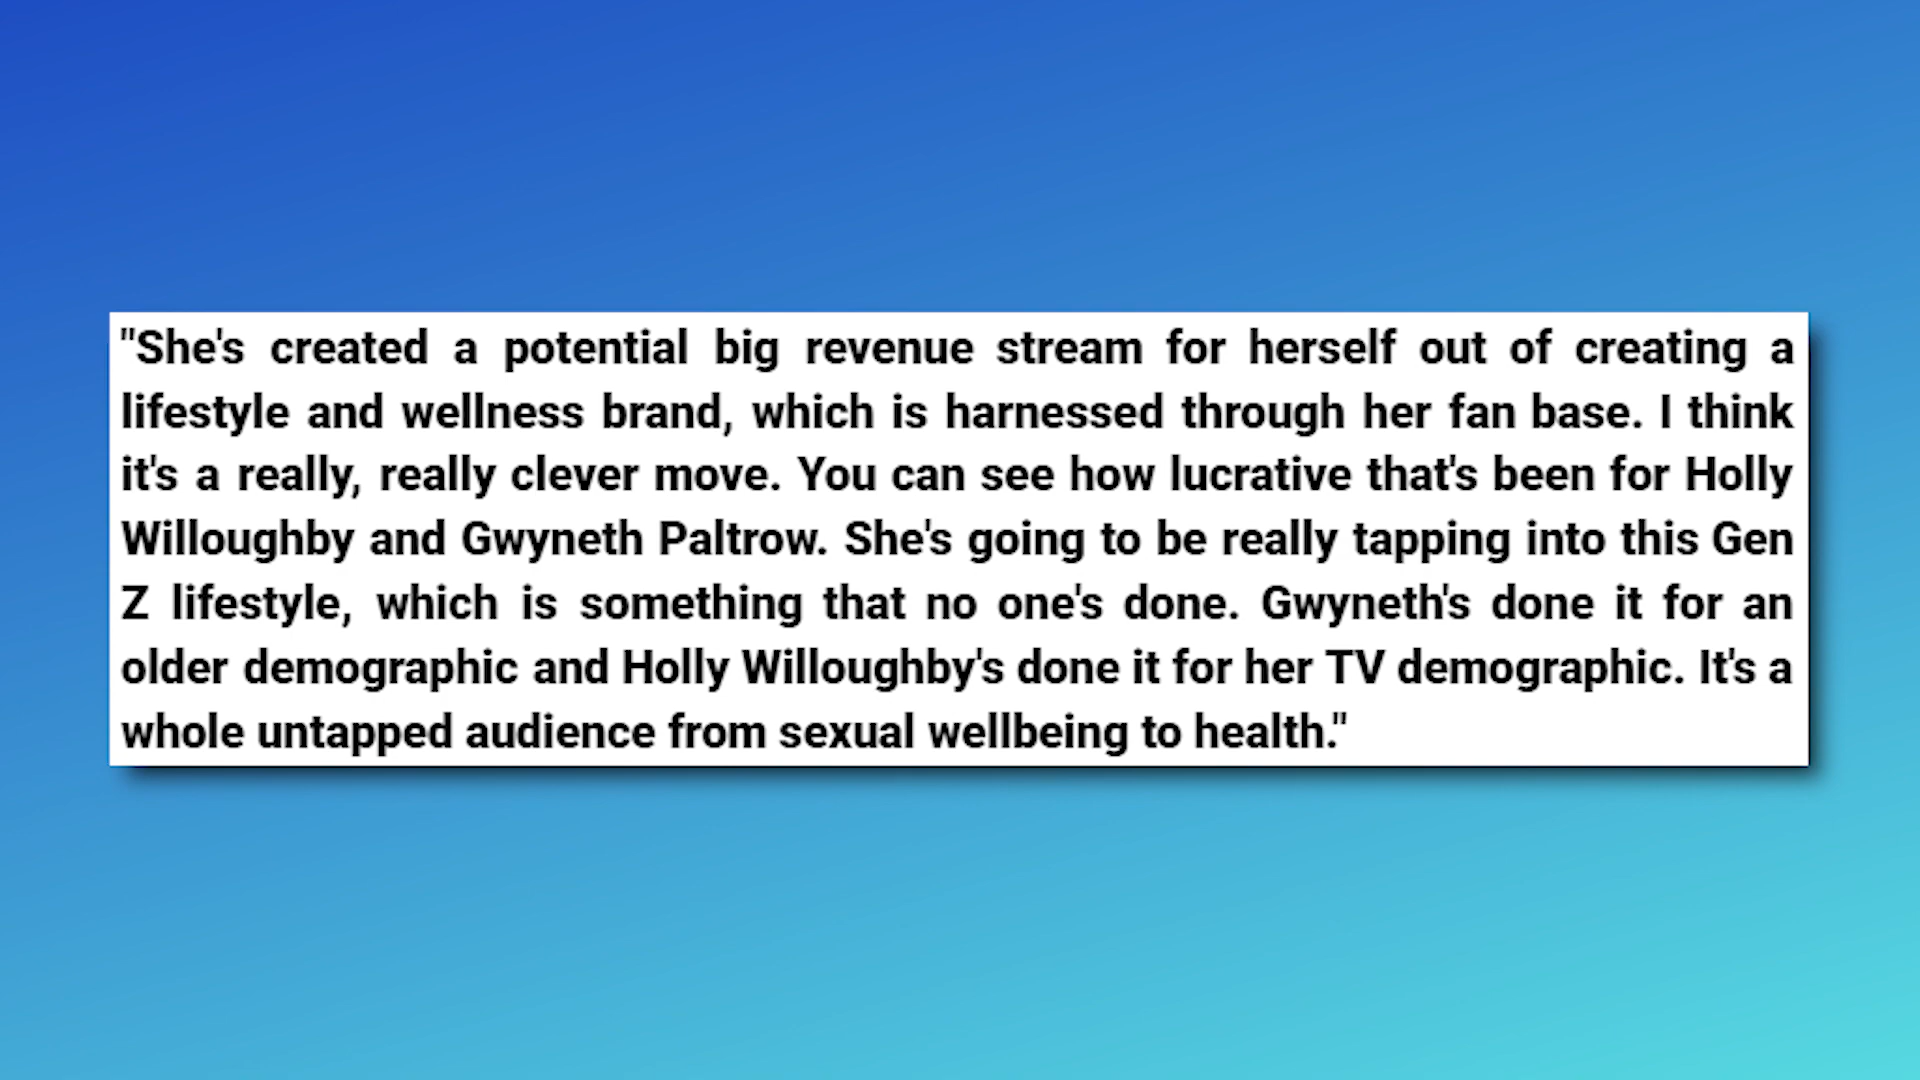 "She's created a potential big revenue stream for herself out of creating a
lifestyle and wellness brand, which is harnessed through her fan base. I think
it's a really, really clever move. You can see how lucrative that's been for Holly
Willoughby and Gwyneth Paltrow. She's going to be really tapping into this Gen
Z lifestyle, which is something that no one's done. Gwyneth's done it for an
older demographic and Holly Willoughby's done it for her TV demographic. It's a
whole untapped audience from sexual wellbeing to health."